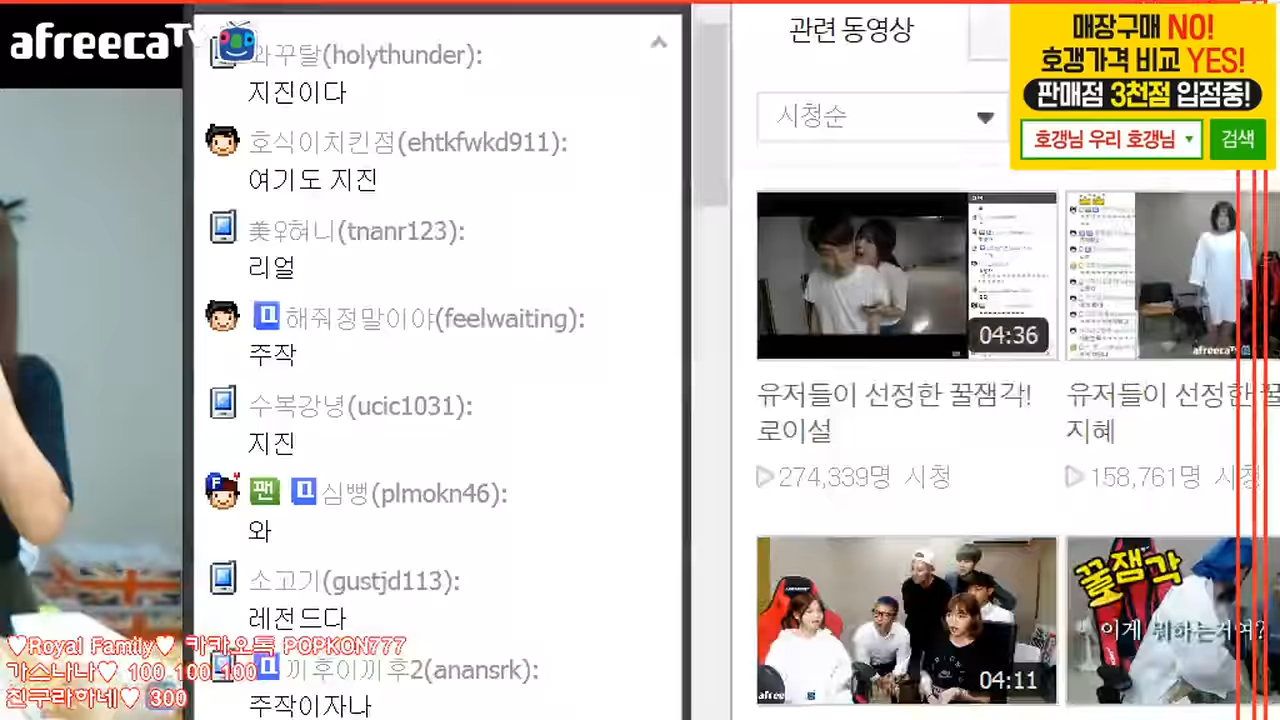 afreecaTV
와꾸탈(holythunder):
지진이다
호식이치킨점(ehtkfwkd911):
여기도 지진
美우허니(tnahr123):
리얼
해줘정말이야(feelwaiting):
주작
수복강녕(ucic1031):
지진
팬 심뺑(plmokn46):
와
소고기(gustjd113):
레전드다
끼후이끼후2(anansrk):
주작이자나
♥Royal Family♥ 카카오톡 POPKON777
가스나나♥ 100 100 100
친구라하네♥ 300
관련 동영상
시청순
매장구매 NO!
호갱가격 비교 YES!
판매점 3천점 입점중!
호갱님 우리 호갱님
검색
04:36
afreecaTV
유저들이 선정한 꿀잼각!
로이설
274,339명 시청
유저들이 선정한 꿀
지혜
158,761명 시청
04:11
afree
꿀잼각
이게 뭐하는거여?